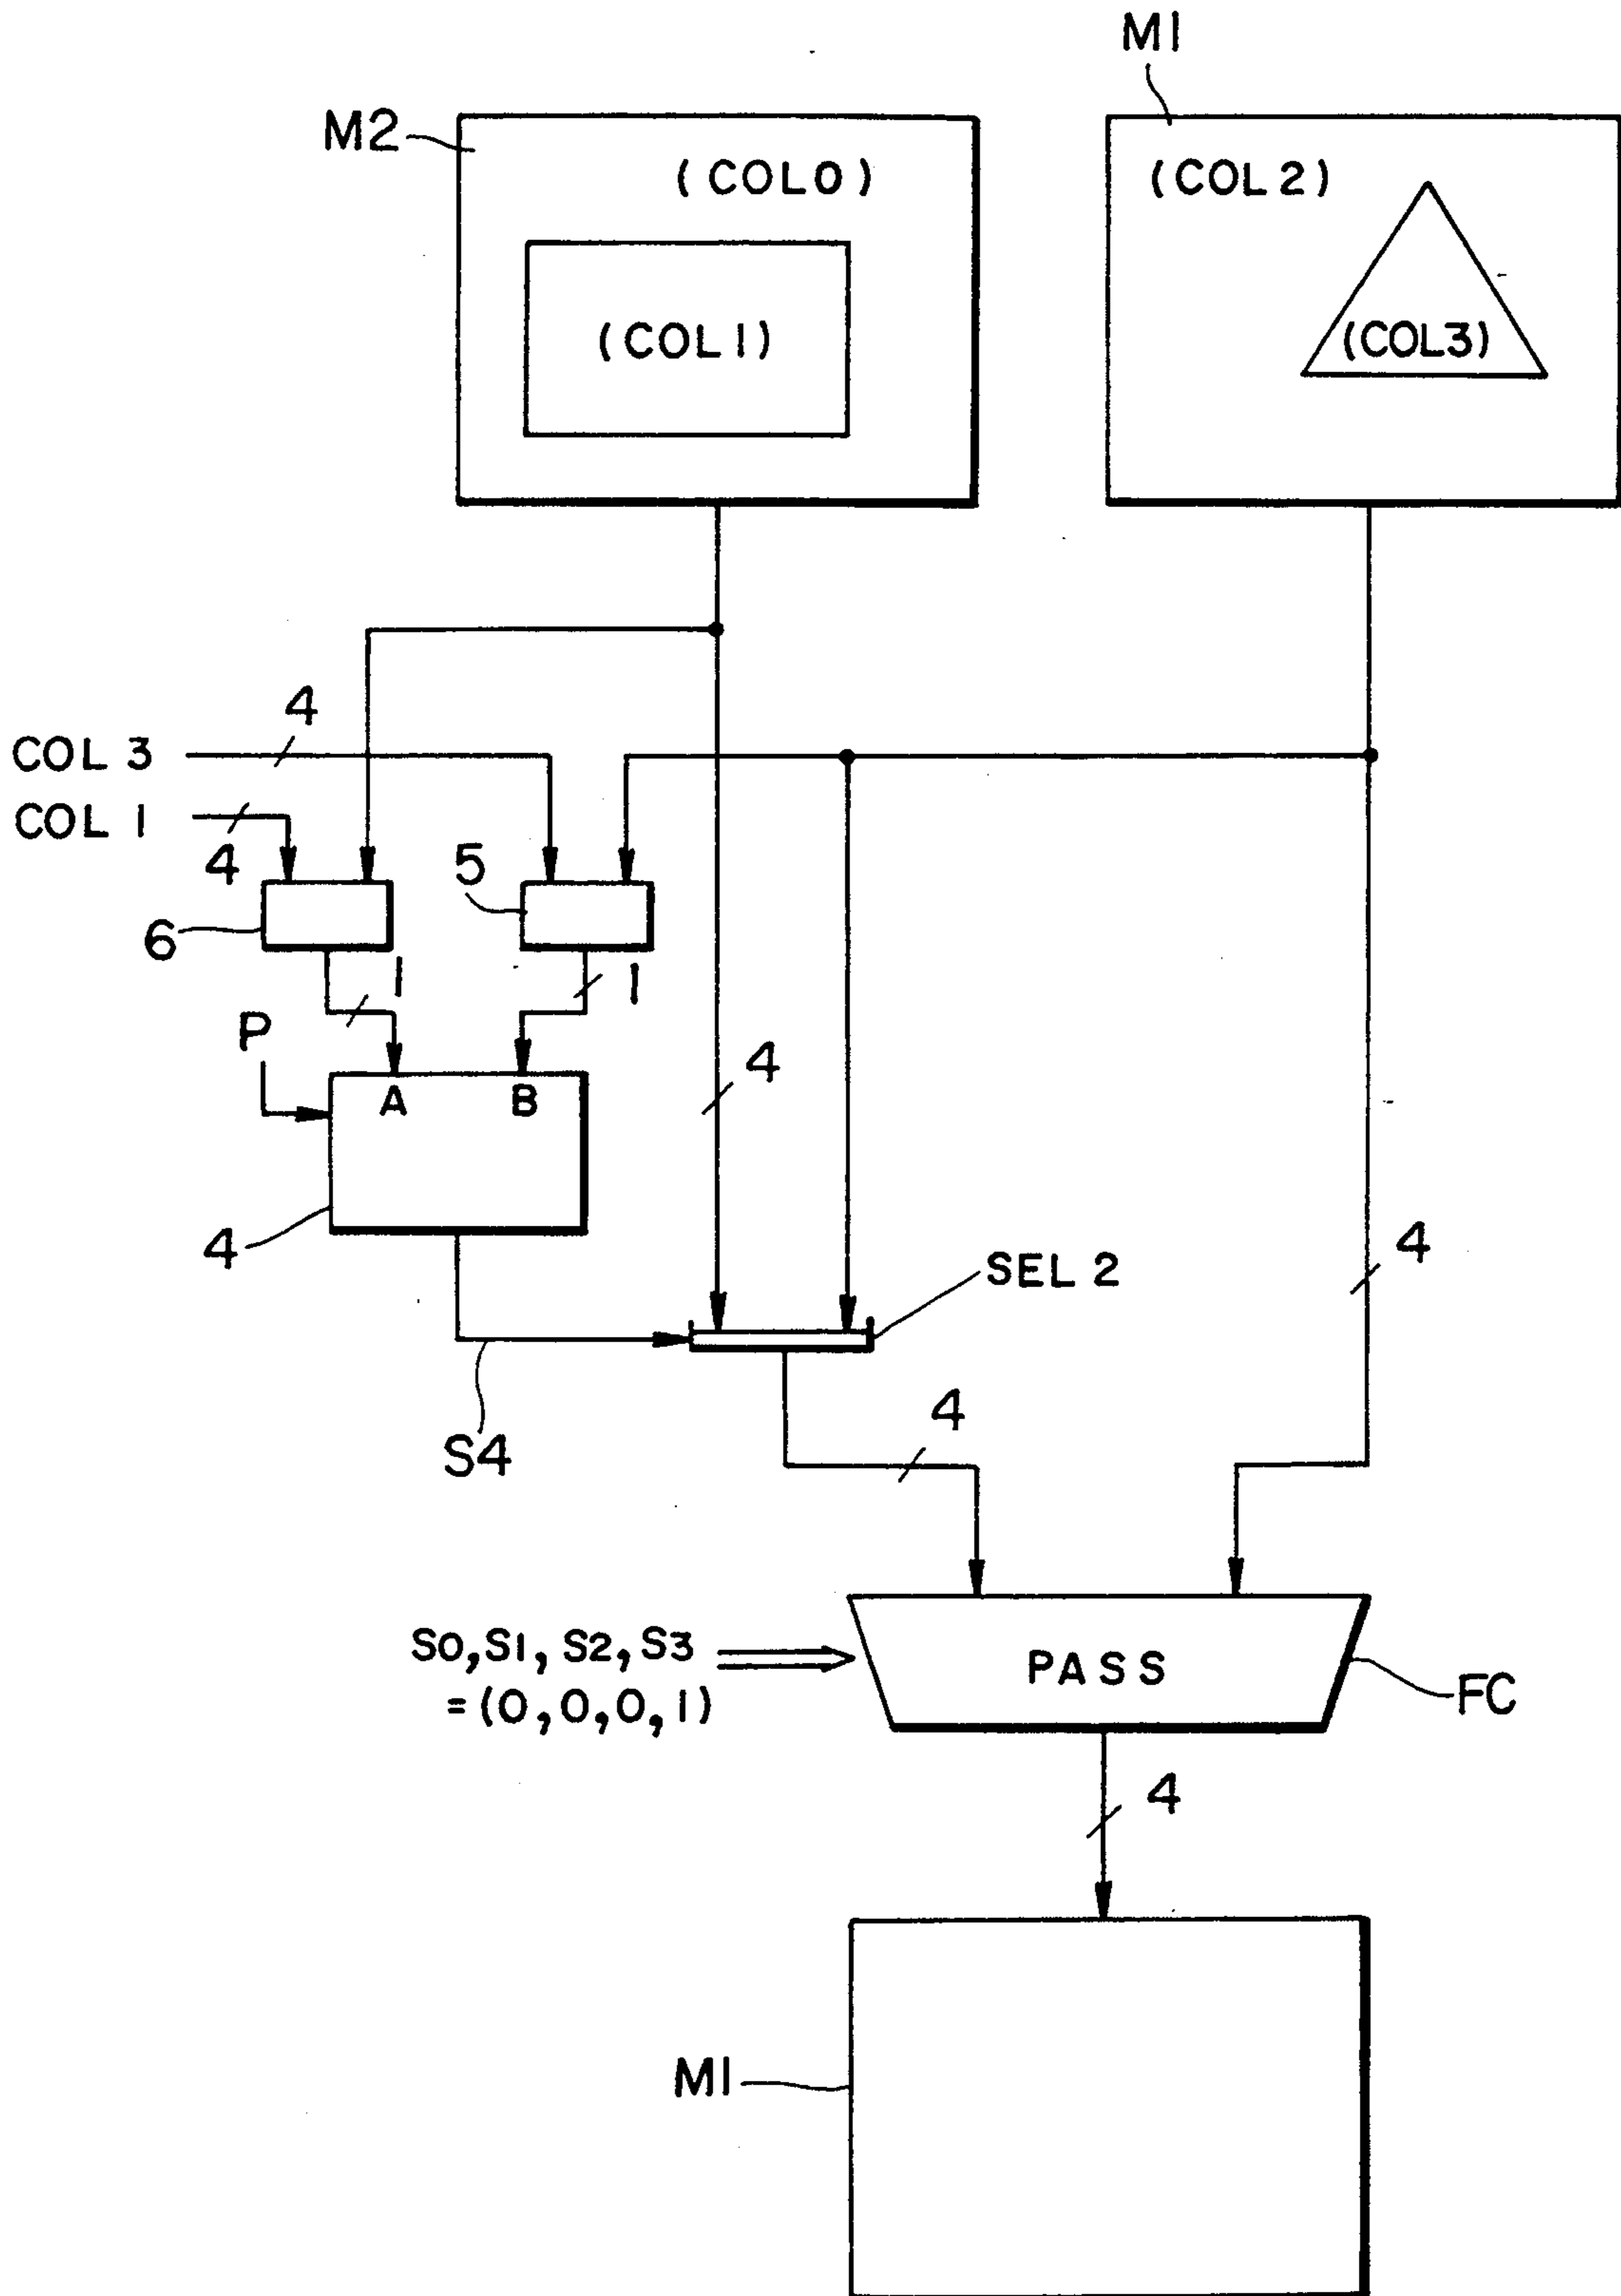 M1
M2
(COL0)
(COL2)
(COL1)
(COL3)
4
COL 3
COL 1
4
5
6
1
1
P
A
B
4
4
4
SEL 2
S4
4
S0, S1, S2, S3
= (0, 0, 0, 1)
PASS
FC
4
M1